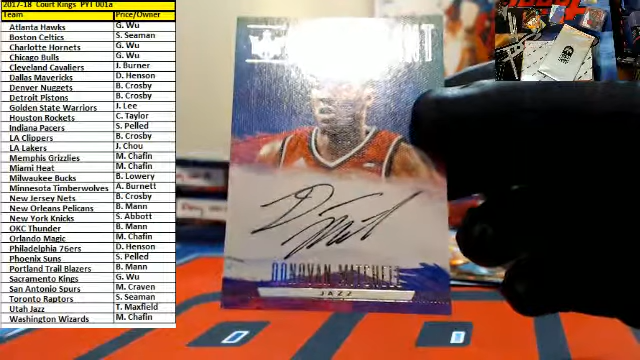 2017-18 Court Kings PYT 001a
Team Price/Owner
Atlanta Hawks G. Wu
Boston Celtics S. Seaman
Charlotte Hornets G. Wu
Chicago Bulls G. Wu
Cleveland Cavaliers J. Burner
Dallas Mavericks D. Henson
Denver Nuggets B. Crosby
Detroit Pistons B. Crosby
Golden State Warriors J. Lee
Houston Rockets C. Taylor
Indiana Pacers S. Pelled
LA Clippers B. Crosby
LA Lakers J. Chou
Memphis Grizzlies M. Chafin
Miami Heat M. Chafin
Milwaukee Bucks B. Lowery
Minnesota Timberwolves A. Burnett
New Jersey Nets B. Crosby
New Orleans Pelicans B. Mann
New York Knicks S. Abbott
OKC Thunder B. Mann
Orlando Magic M. Chafin
Philadelphia 76ers D. Henson
Phoenix Suns S. Pelled
Portland Trail Blazers B. Mann
Sacramento Kings G. Wu
San Antonio Spurs M. Craven
Toronto Raptors S. Seaman
Utah Jazz T. Maxfield
Washington Wizards M. Chafin
DONOVAN MITCHELL
JAZZ